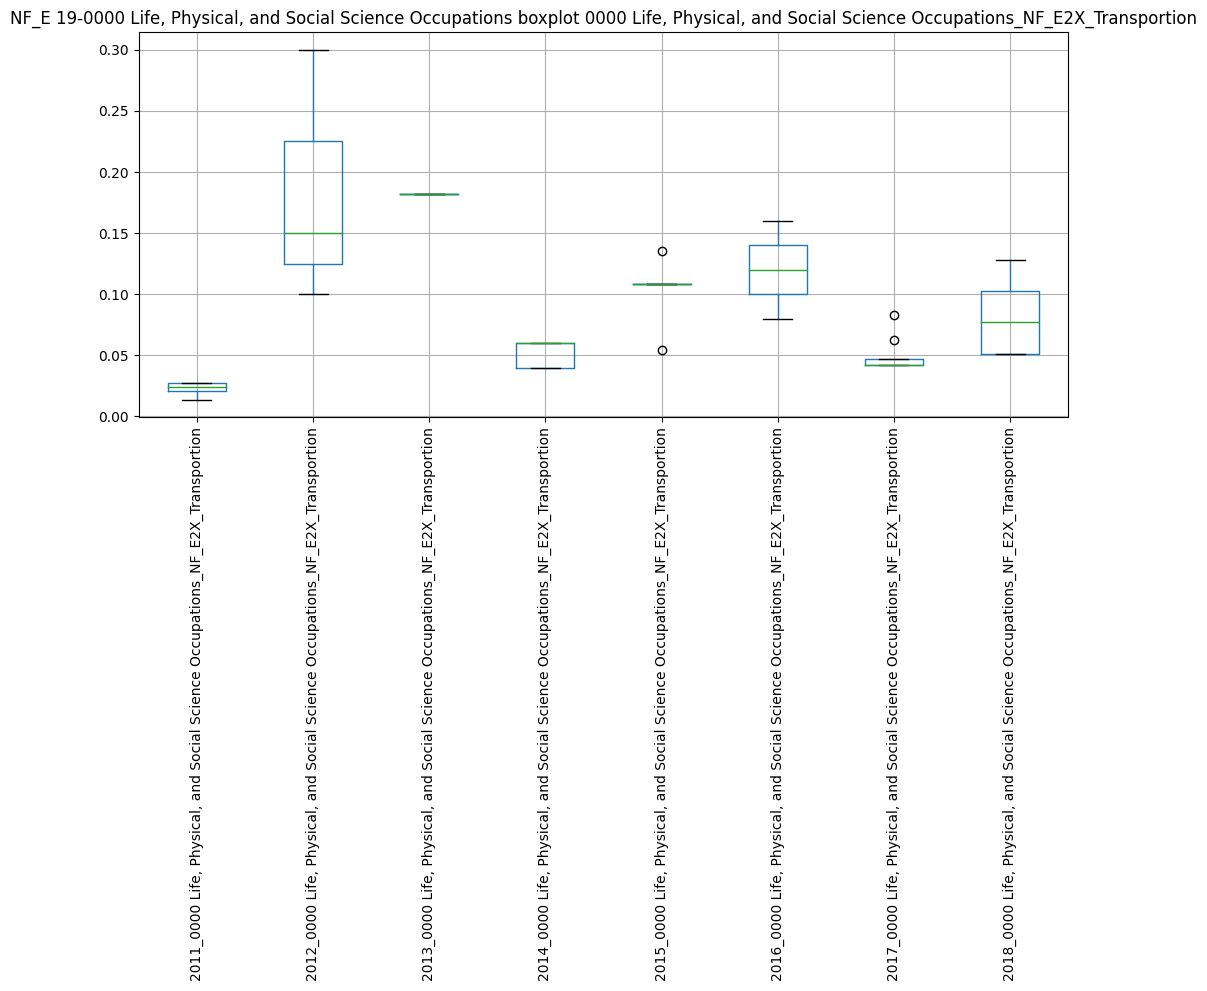 NF_E 19-0000 Life, Physical, and Social Science Occupations boxplot 0000 Life, Physical, and Social Science Occupations_NF_E2X_Transportion
0.30
0.25
0.20
0.15
0.10
0.05
0.00
2011_0000 Life, Physical, and Social Science Occupations_NF_E2X_Transportion
2012_0000 Life, Physical, and Social Science Occupations_NF_E2X_Transportion
2013_0000 Life, Physical, and Social Science Occupations_NF_E2X_Transportion
2014_0000 Life, Physical, and Social Science Occupations_NF_E2X_Transportion
2015_0000 Life, Physical, and Social Science Occupations_NF_E2X_Transportion
2016_0000 Life, Physical, and Social Science Occupations_NF_E2X_Transportion
2017_0000 Life, Physical, and Social Science Occupations_NF_E2X_Transportion
2018_0000 Life, Physical, and Social Science Occupations_NF_E2X_Transportion